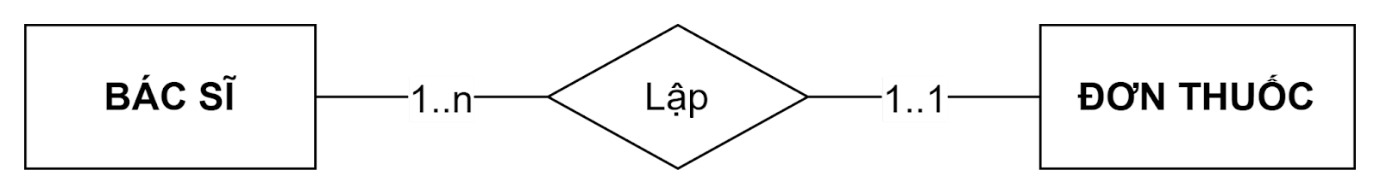 BÁC SĨ 1..n Lập 1..1 ĐƠN THUỐC